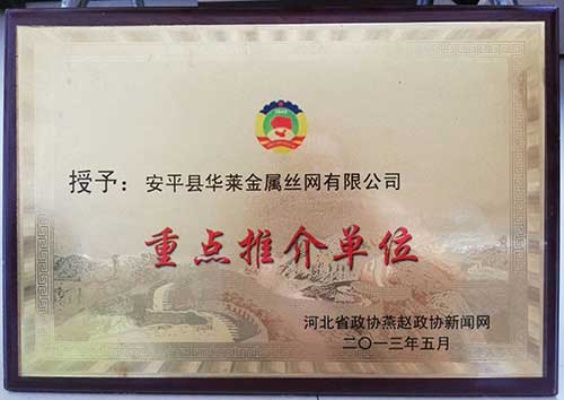 授予：安平县华莱金属丝网有限公司
重点推介单位
河北省政协燕赵政协新闻网
二〇一三年五月